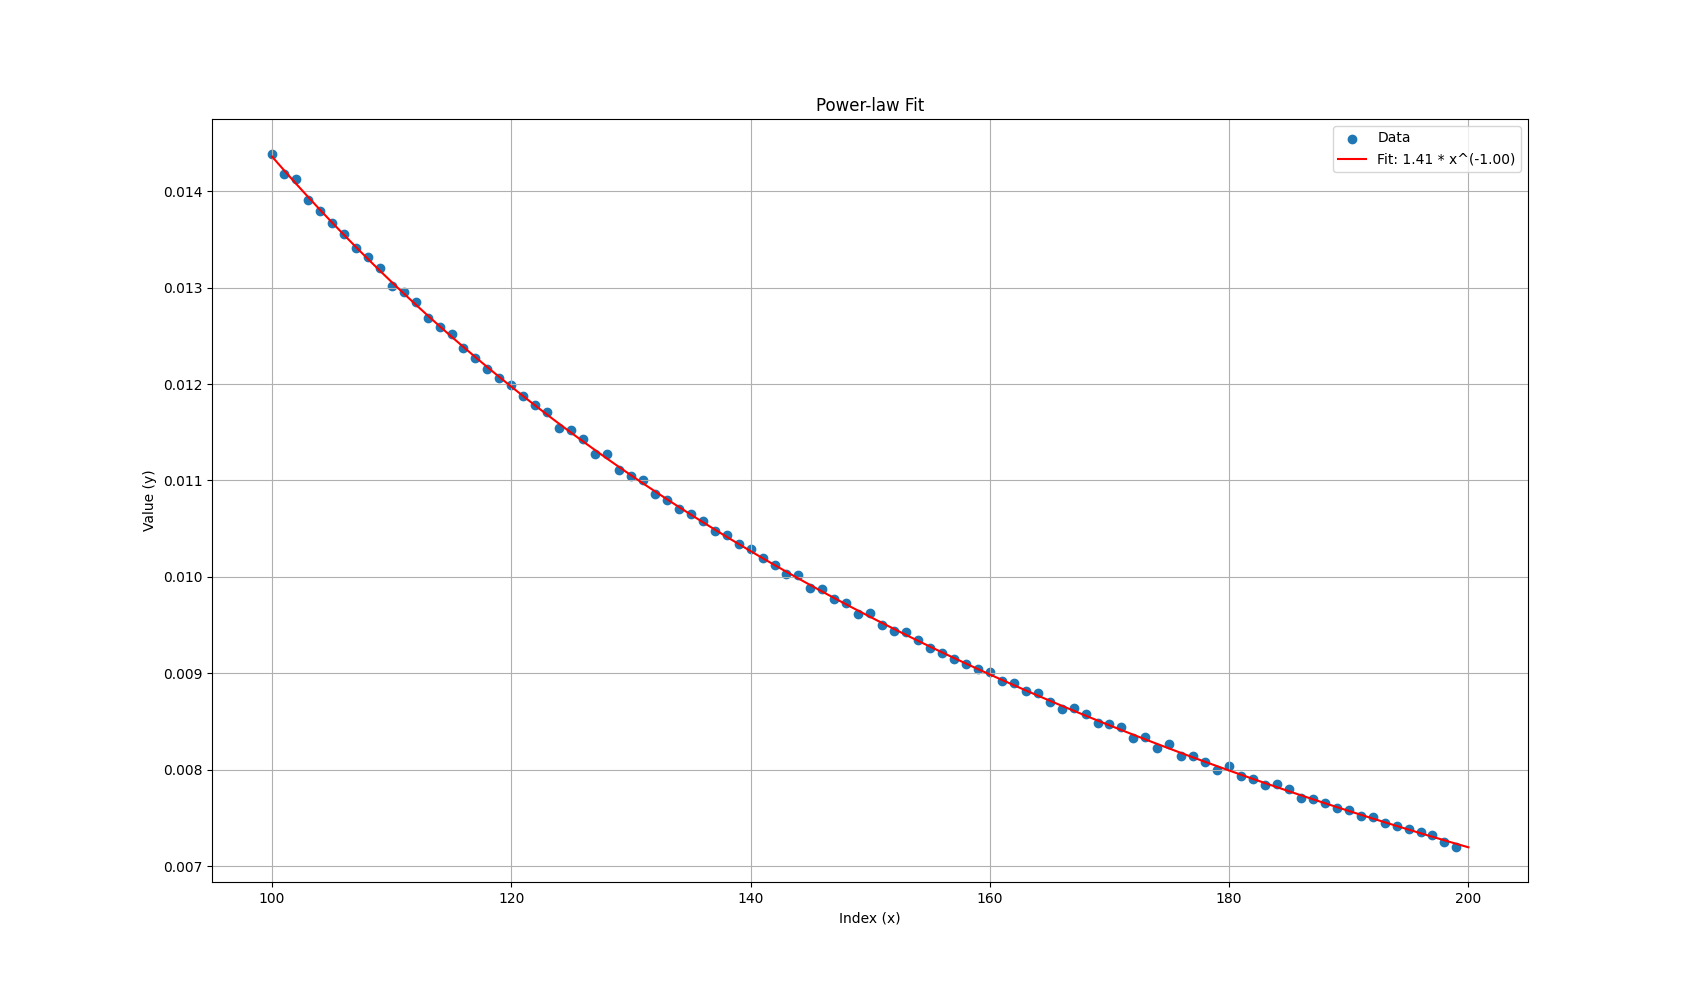 Power-law Fit
Data
Fit: 1.41 * x^(-1.00)
Value (y)
0.014
0.013
0.012
0.011
0.010
0.009
0.008
0.007
100 120 140 160 180 200
Index (x)